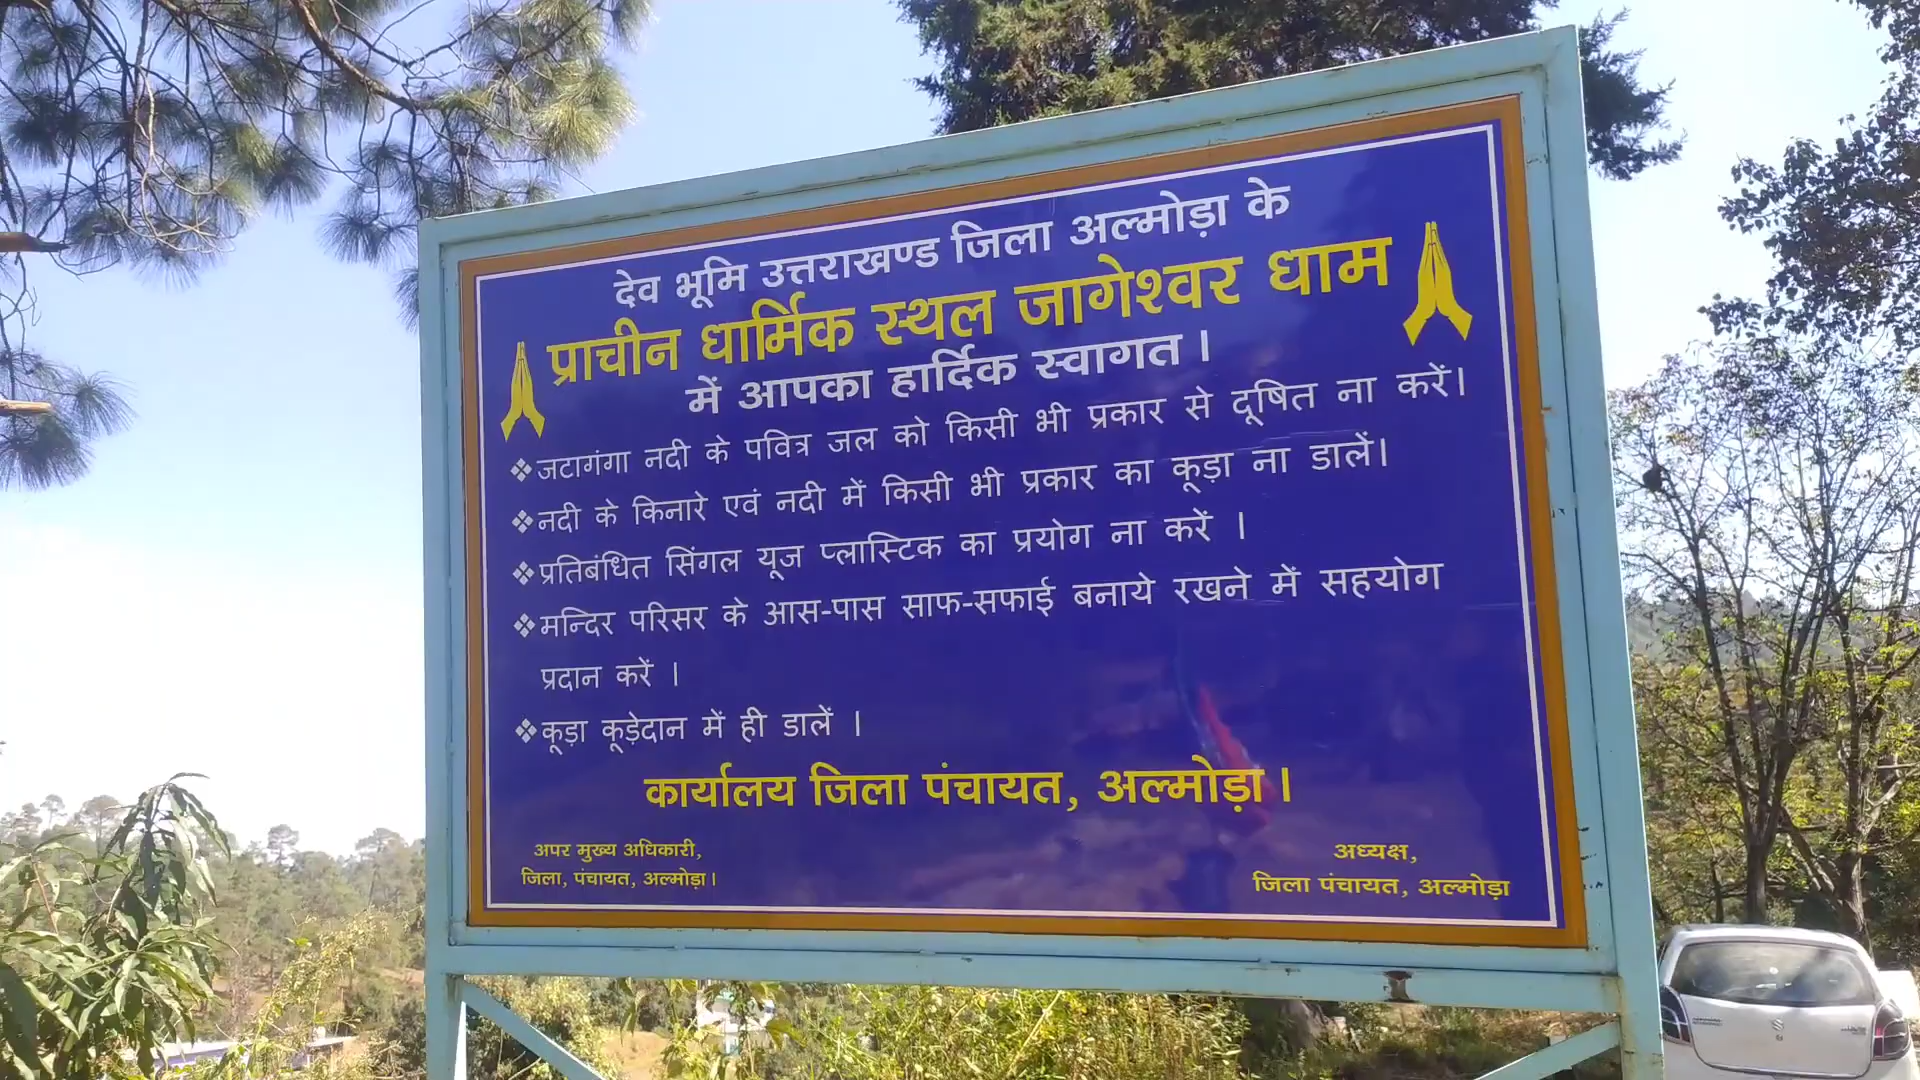 देव भूमि उत्तराखण्ड जिला अल्मोड़ा के
प्राचीन धार्मिक स्थल जागेश्वर धाम
में आपका हार्दिक स्वागत।
❖ जटागंगा नदी के पवित्र जल को किसी भी प्रकार से दूषित ना करें।
❖ नदी के किनारे एवं नदी में किसी भी प्रकार का कूड़ा ना डालें।
❖ प्रतिबंधित सिंगल यूज प्लास्टिक का प्रयोग ना करें ।
❖ मन्दिर परिसर के आस-पास साफ-सफाई बनाये रखने में सहयोग
प्रदान करें ।
❖ कूड़ा कूड़ेदान में ही डालें ।
कार्यालय जिला पंचायत, अल्मोड़ा।
अपर मुख्य अधिकारी,
जिला, पंचायत, अल्मोड़ा।
अध्यक्ष,
जिला पंचायत, अल्मोड़ा